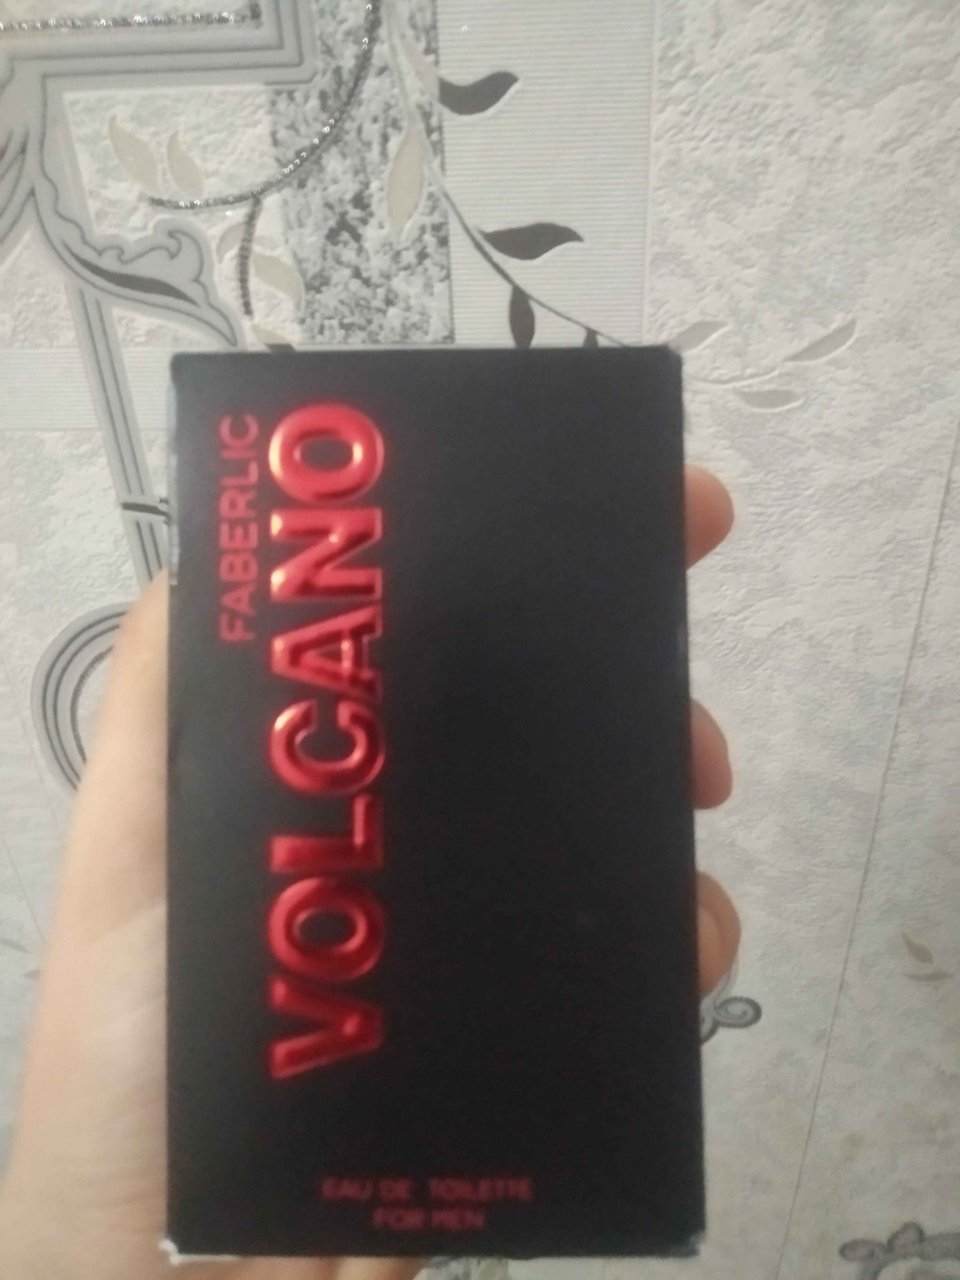 FABERLIC
VOLCANO
EAU DE TOILETTE
FOR MEN